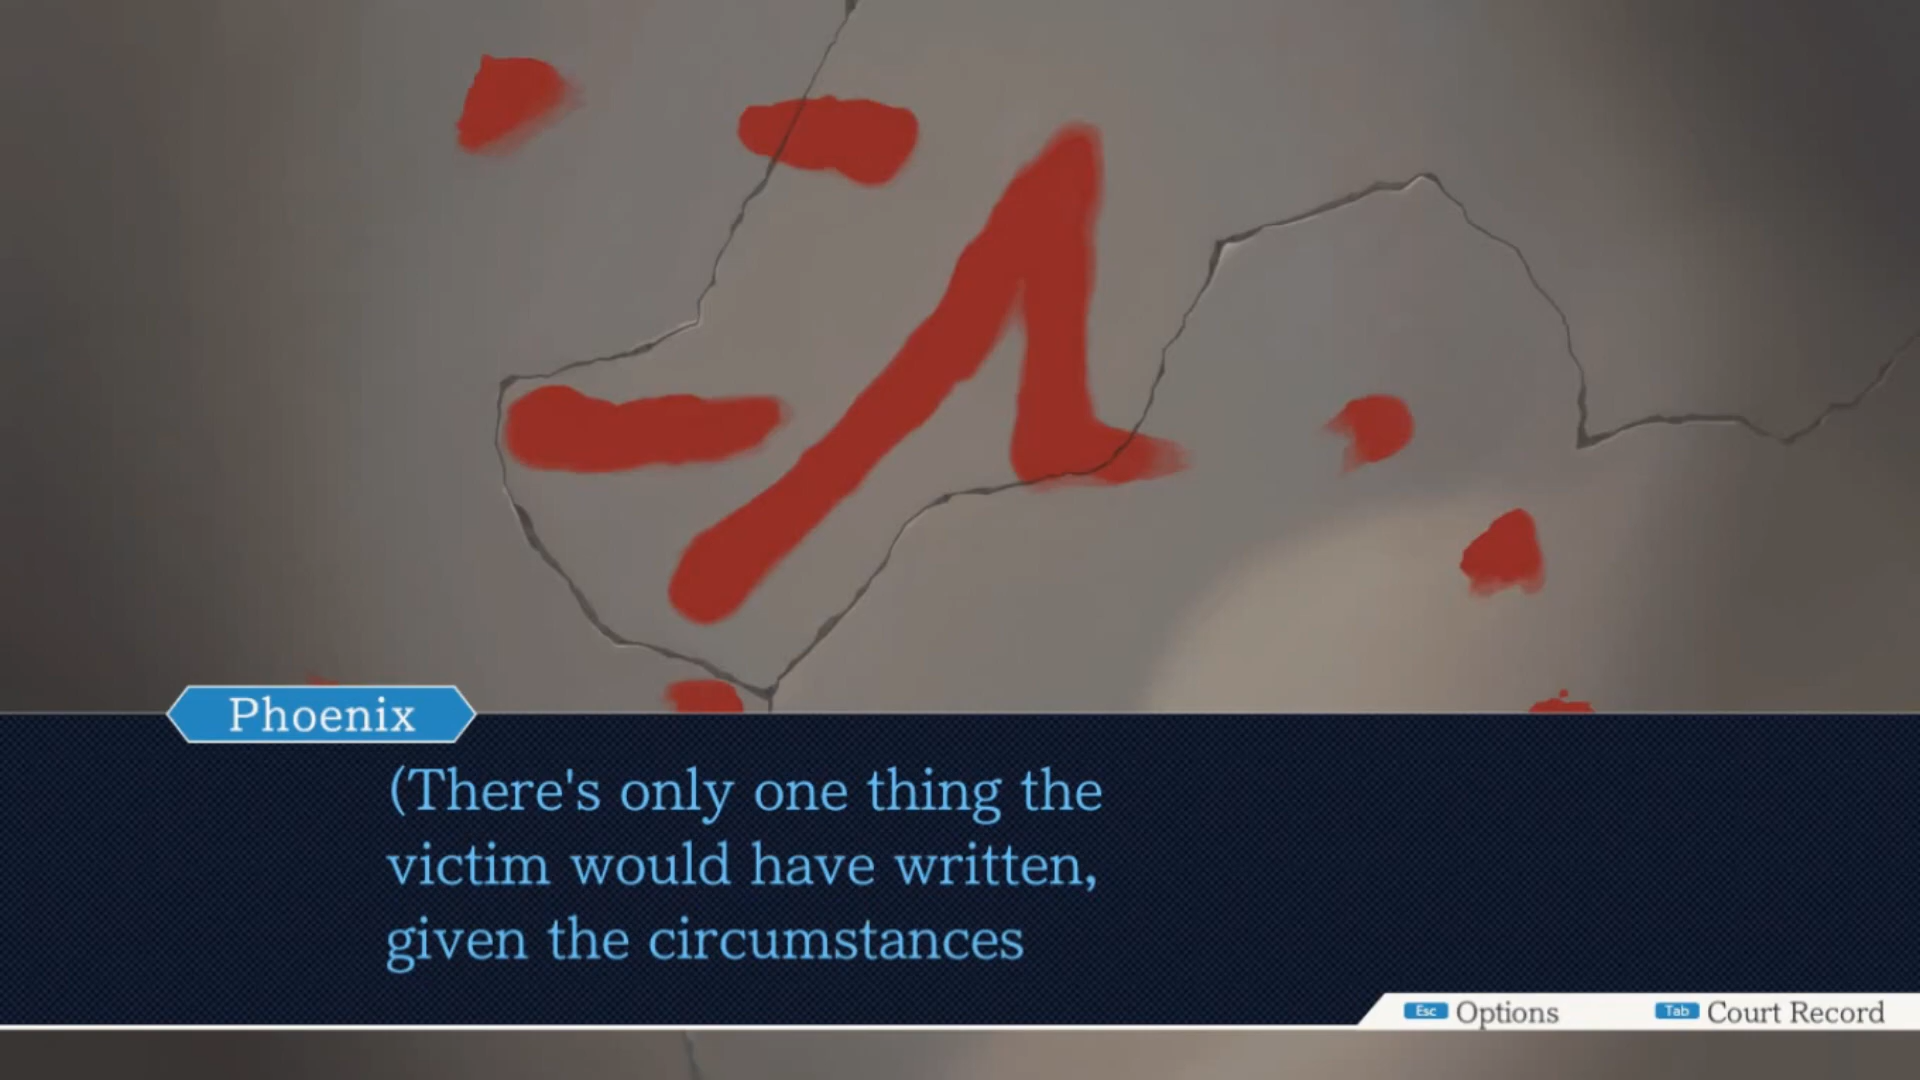 Phoenix
(There's only one thing the
victim would have written,
given the circumstances
Esc Options Tab Court Record